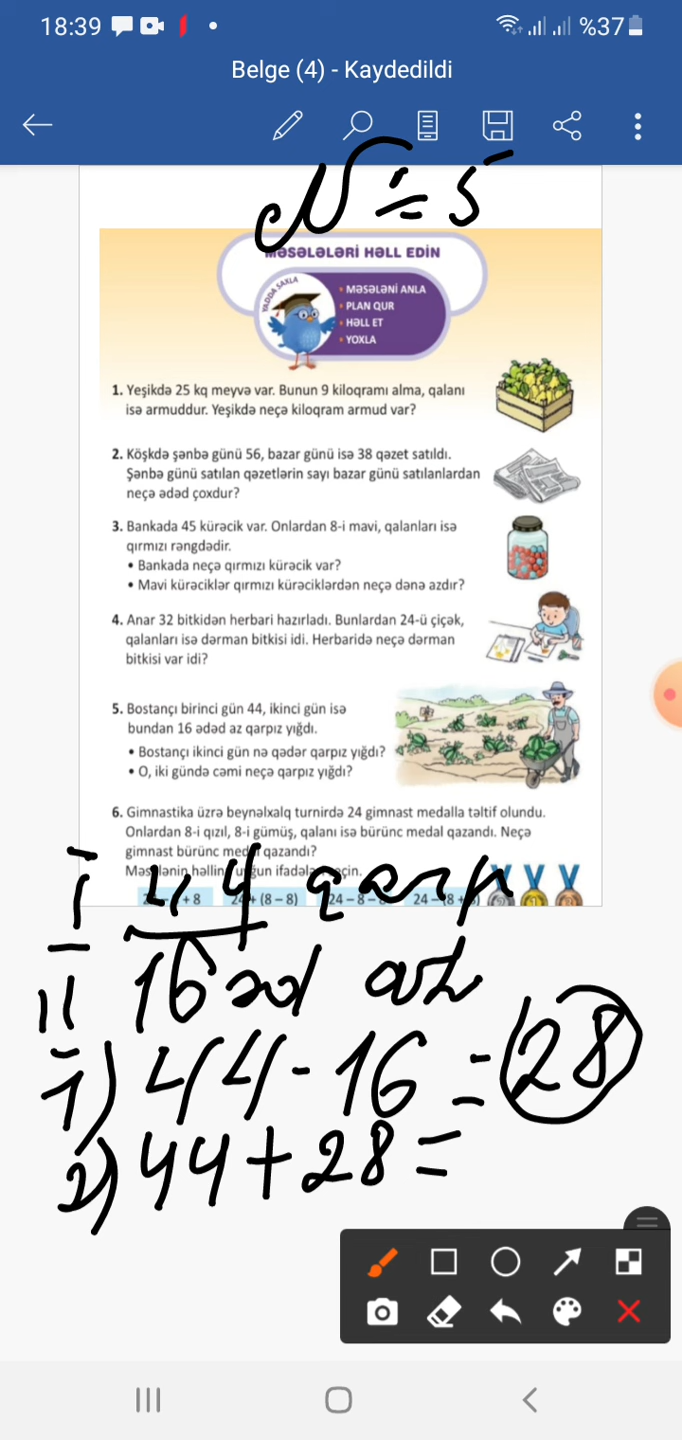 18:39 %37
Belge (4) - Kaydedildi
N = 5
MƏSƏLƏLƏRİ HƏLL EDİN
YADDA SAXLA
• MƏSƏLƏNİ ANLA
• PLAN QUR
• HƏLL ET
• YOXLA
1. Yeşikdə 25 kq meyvə var. Bunun 9 kiloqramı alma, qalanı
isə armuddur. Yeşikdə neçə kiloqram armud var?
2. Köşkdə şənbə günü 56, bazar günü isə 38 qəzet satıldı.
Şənbə günü satılan qəzetlərin sayı bazar günü satılanlardan
neçə ədəd çoxdur?
3. Bankada 45 kürəcik var. Onlardan 8-i mavi, qalanları isə
qırmızı rəngdədir.
• Bankada neçə qırmızı kürəcik var?
• Mavi kürəciklər qırmızı kürəciklərdən neçə dənə azdır?
4. Anar 32 bitkidən herbari hazırladı. Bunlardan 24-ü çiçək,
qalanları isə dərman bitkisi idi. Herbaridə neçə dərman
bitkisi var idi?
5. Bostançı birinci gün 44, ikinci gün isə
bundan 16 ədəd az qarpız yığdı.
• Bostançı ikinci gün nə qədər qarpız yığdı?
• O, iki gündə cəmi neçə qarpız yığdı?
6. Gimnastika üzrə beynəlxalq turnirdə 24 gimnast medalla təltif olundu.
Onlardan 8-i qızıl, 8-i gümüş, qalanı isə bürünc medal qazandı. Neçə
gimnast bürünc medal qazandı?
I 44 qarp
II 16 əd az
1) 44 - 16 = 28
2) 44 + 28 =